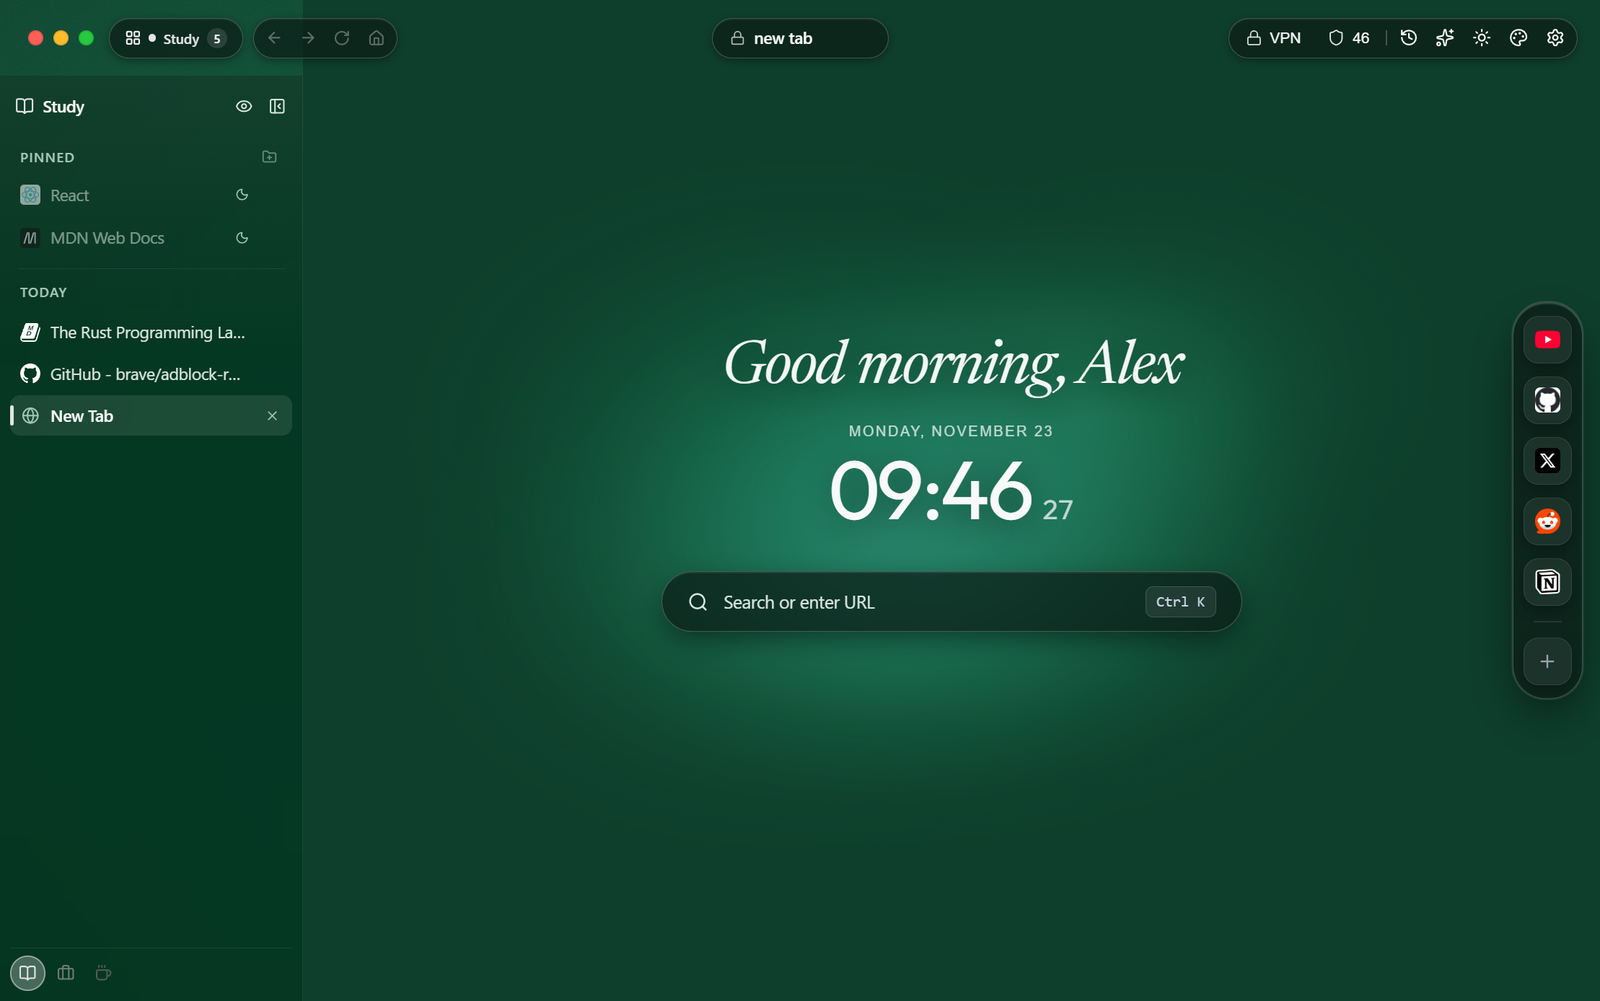 Study 5
new tab
VPN 46
Study
PINNED
React
MDN Web Docs
TODAY
The Rust Programming La...
GitHub - brave/adblock-r...
New Tab
Good morning, Alex
MONDAY, NOVEMBER 23
09:46 27
Search or enter URL
Ctrl K